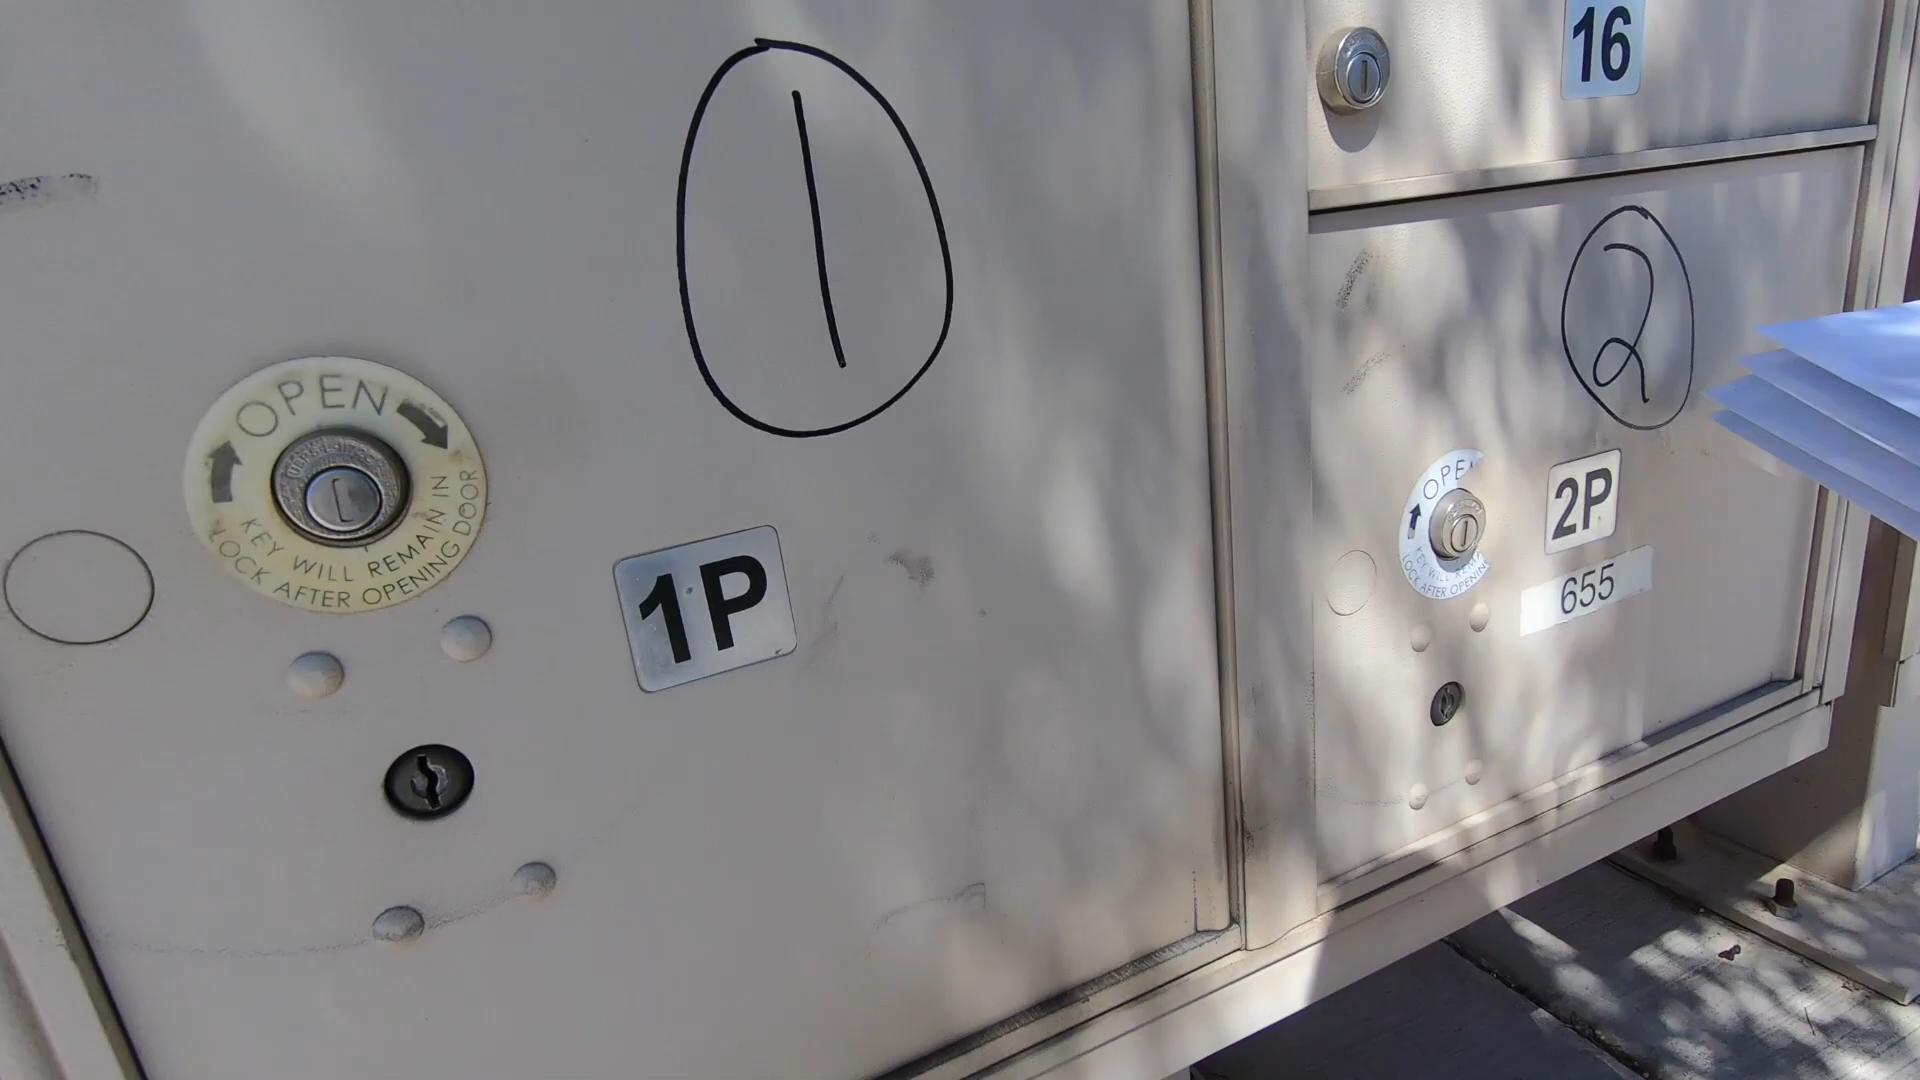 1
OPEN
KEY WILL REMAIN IN
LOCK AFTER OPENING DOOR
1P
16
2
OPEN
KEY WILL
LOCK AFTER OPENING
2P
655